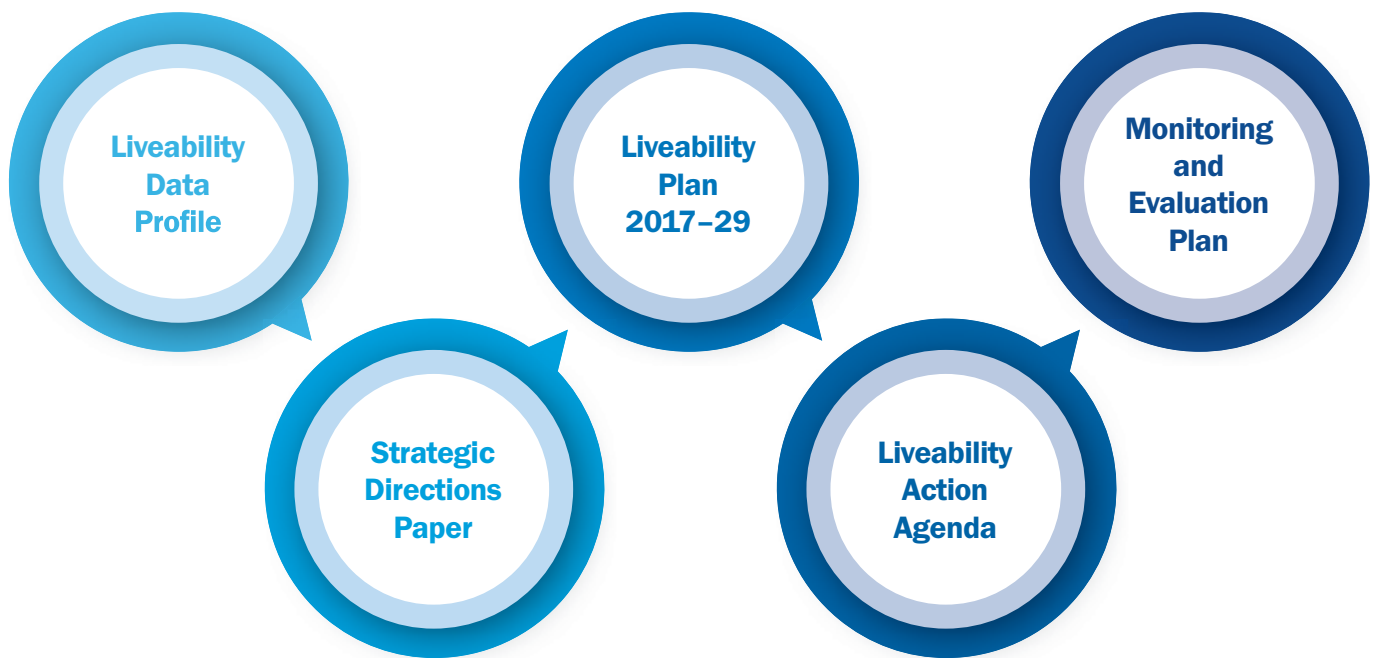 Liveability
Data
Profile
Strategic
Directions
Paper
Liveability
Plan
2017–29
Liveability
Action
Agenda
Monitoring
and
Evaluation
Plan